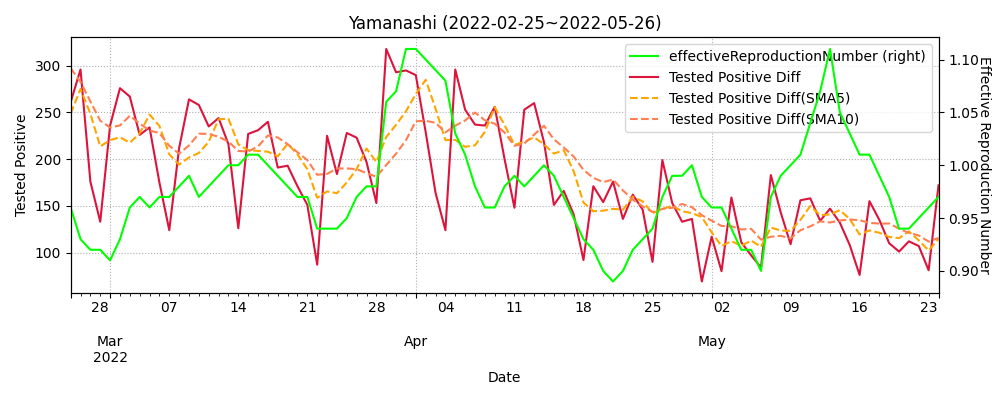 Yamanashi (2022-02-25~2022-05-26)
effectiveReproductionNumber (right)
Tested Positive Diff
Tested Positive Diff(SMA5)
Tested Positive Diff(SMA10)
Tested Positive
300
250
200
150
100
1.10
1.05
1.00
0.95
0.90
Effective Reproduction Number
28 07 14 21 28 04 11 18 25 02 09 16 23
Mar Apr May
2022
Date